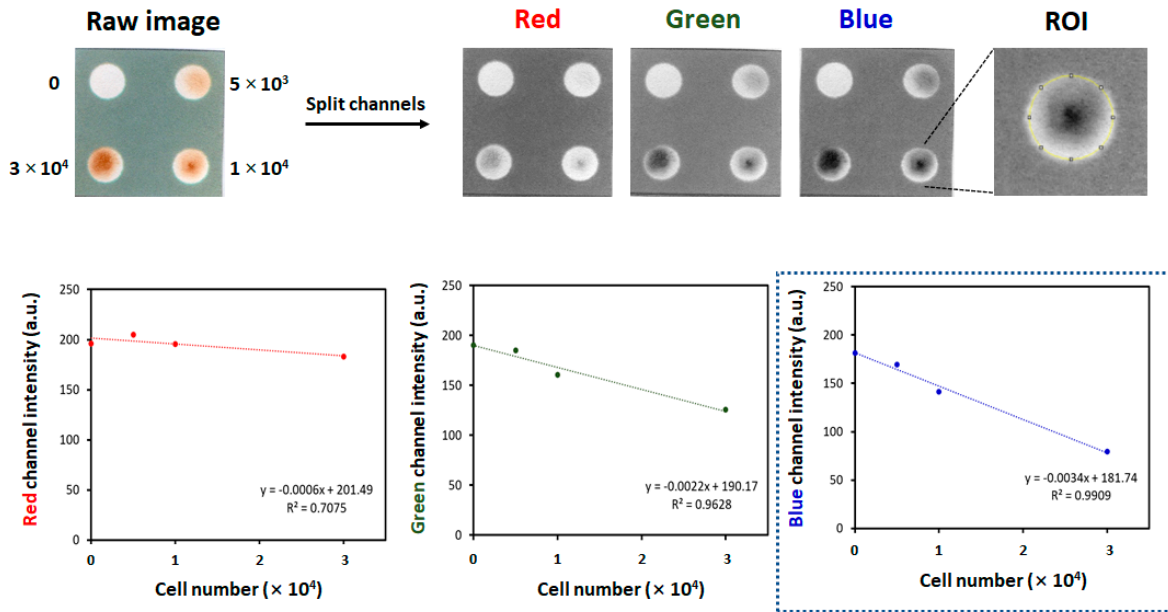 Raw image
Red
Green
Blue
ROI
0
5 × 10³
Split channels
3 × 10⁴
1 × 10⁴
Red channel intensity (a.u.)
250
200
150
100
50
0
y = -0.0006x + 201.49
R² = 0.7075
0
1
3
Cell number (× 10⁴)
Green channel intensity (a.u.)
250
200
150
100
50
0
y = -0.0022x + 190.17
R² = 0.9628
0
1
3
Cell number (× 10⁴)
Blue channel intensity (a.u.)
250
200
150
100
50
0
y = -0.0034x + 181.74
R² = 0.9909
0
1
3
Cell number (× 10⁴)